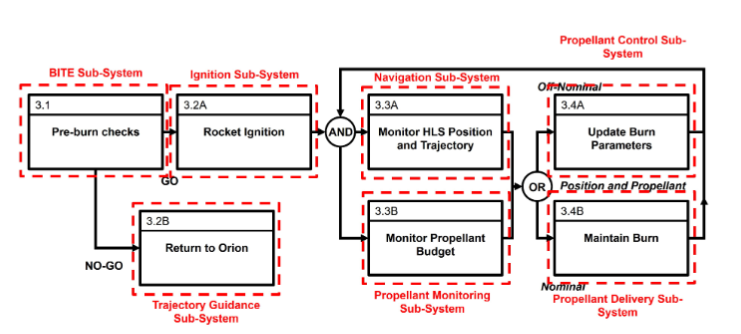 Propellant Control Sub-
System
BITE Sub-System
Ignition Sub-System
Navigation Sub-System
Off-Nominal
3.1
Pre-burn checks
3.2A
Rocket Ignition
AND
3.3A
Monitor HLS Position
and Trajectory
3.4A
Update Burn
Parameters
GO
OR
Position and Propellant
3.2B
Return to Orion
NO-GO
3.3B
Monitor Propellant
Budget
3.4B
Maintain Burn
Nominal
Trajectory Guidance
Sub-System
Propellant Monitoring
Sub-System
Propellant Delivery Sub-
System